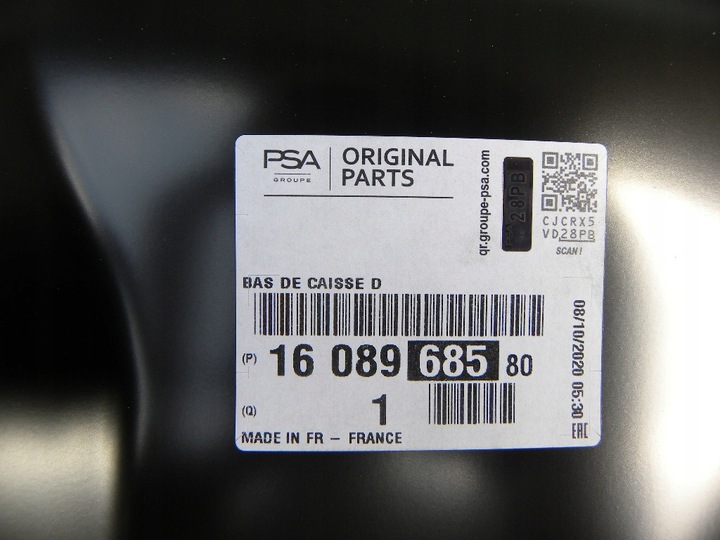 PSA
GROUPE
ORIGINAL
PARTS
qr.groupe-psa.com
28PB
CJCRX5
VD28PB
SCAN!
BAS DE CAISSE D
(P) 16 089 685 80
(Q) 1
08/10/2020 05:30
EAC
MADE IN FR - FRANCE